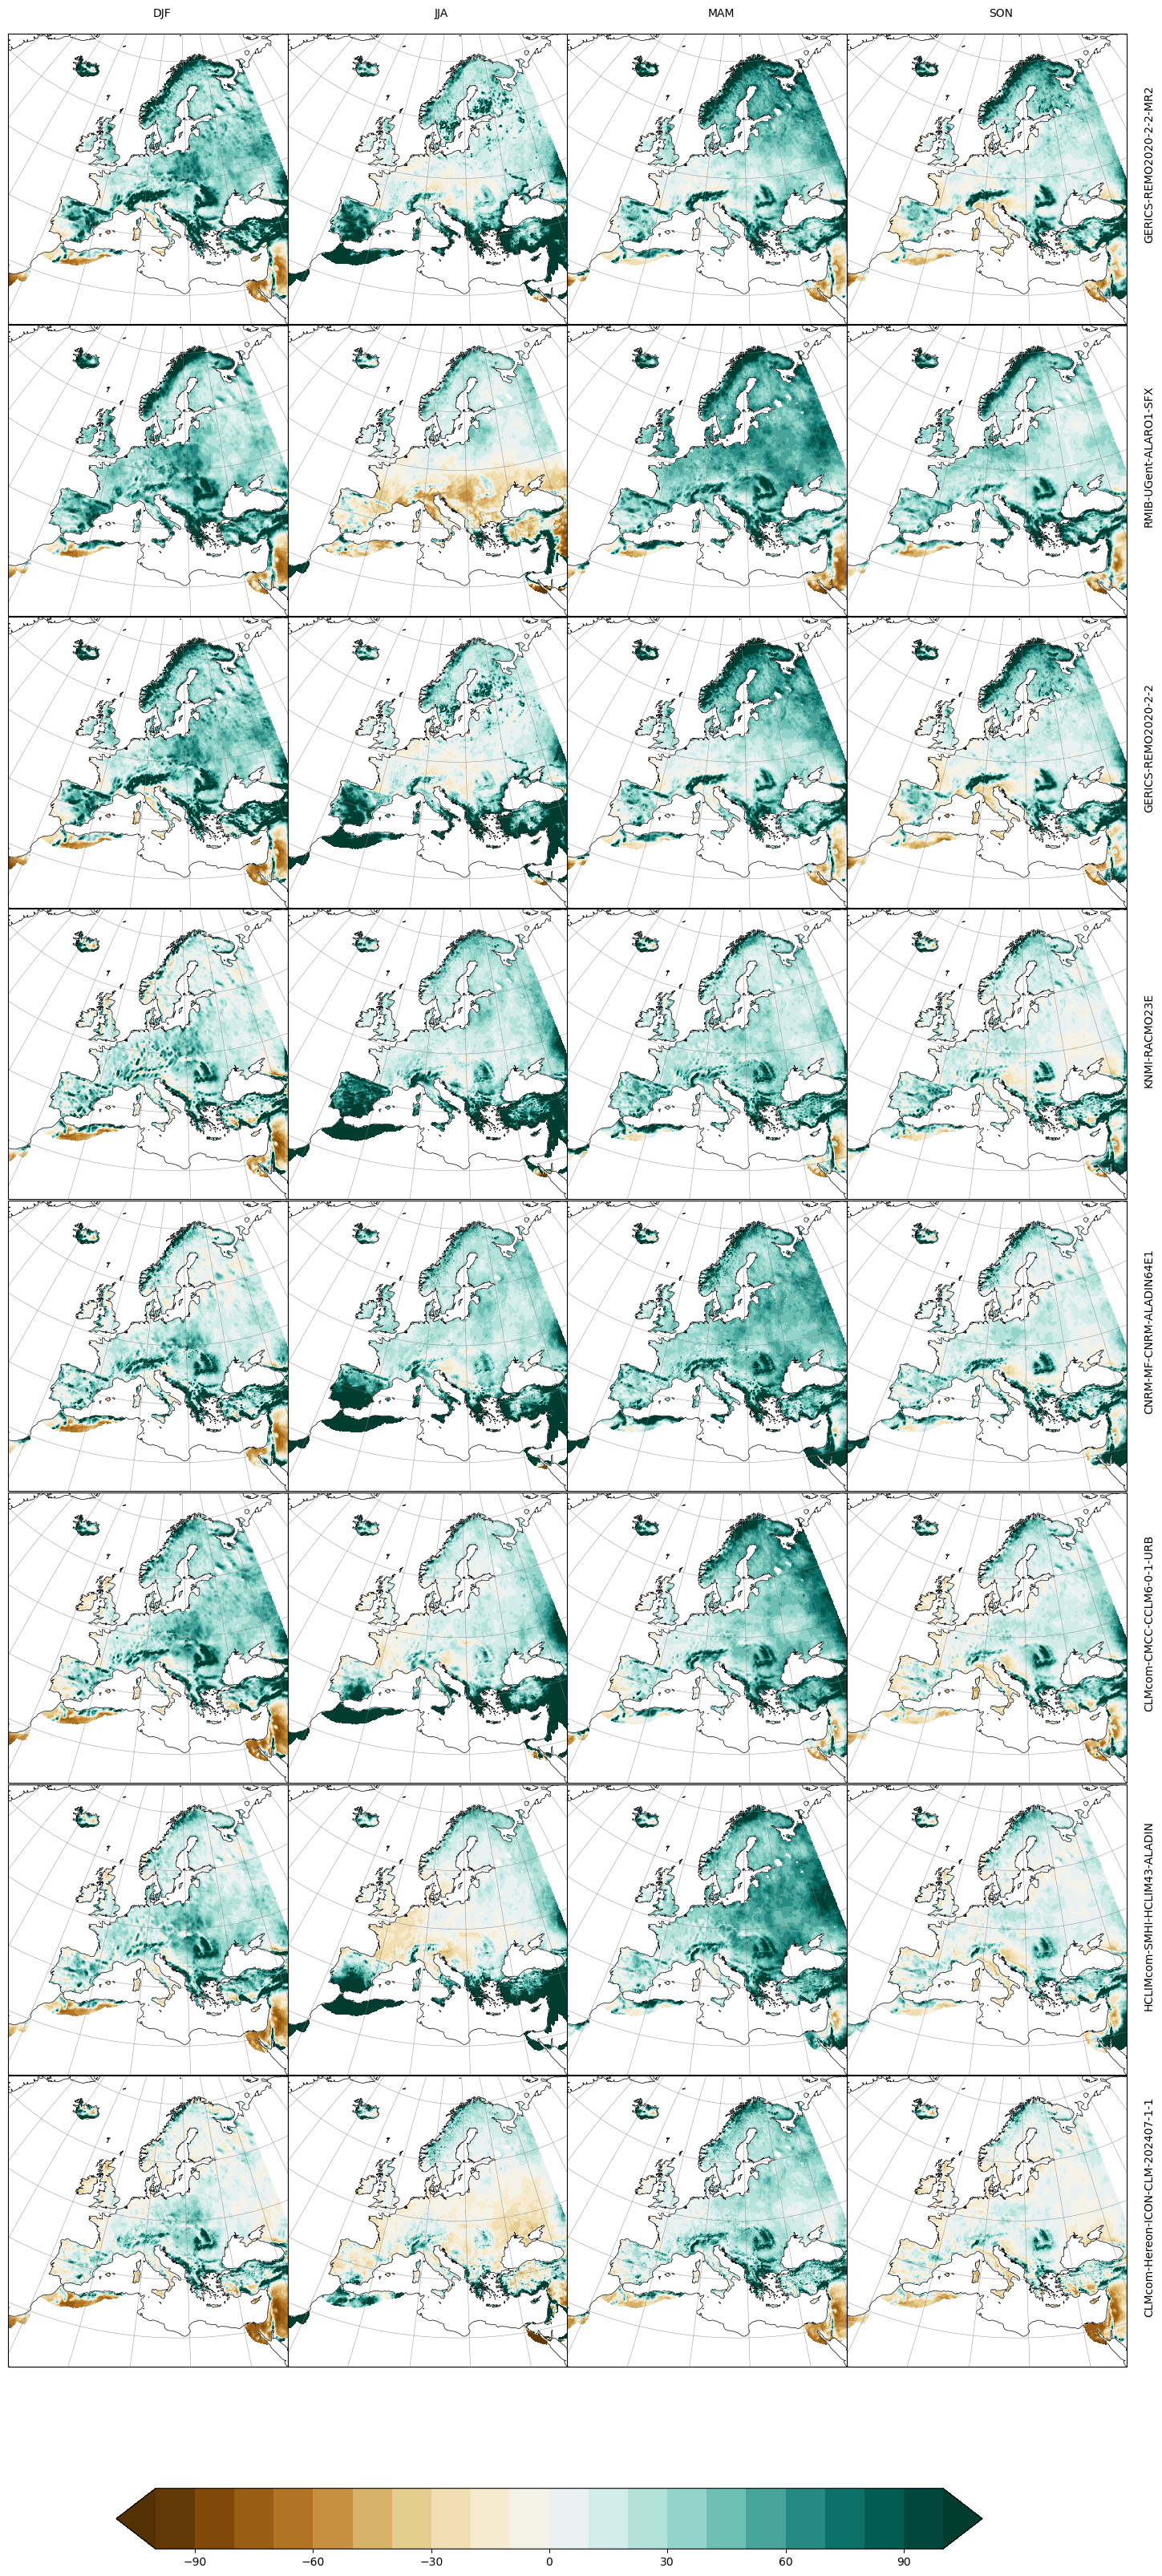 DJF JJA MAM SON
GERICS-REMO2020-2-2-MR2
RMIB-UGent-ALARO1-SFX
GERICS-REMO2020-2-2
KNMI-RACMO23E
CNRM-MF-CNRM-ALADIN64E1
CLMcom-CMCC-CCLM6-0-1-URB
HCLIMcom-SMHI-HCLIM43-ALADIN
CLMcom-Hereon-ICON-CLM-202407-1-1
−90 −60 −30 0 30 60 90